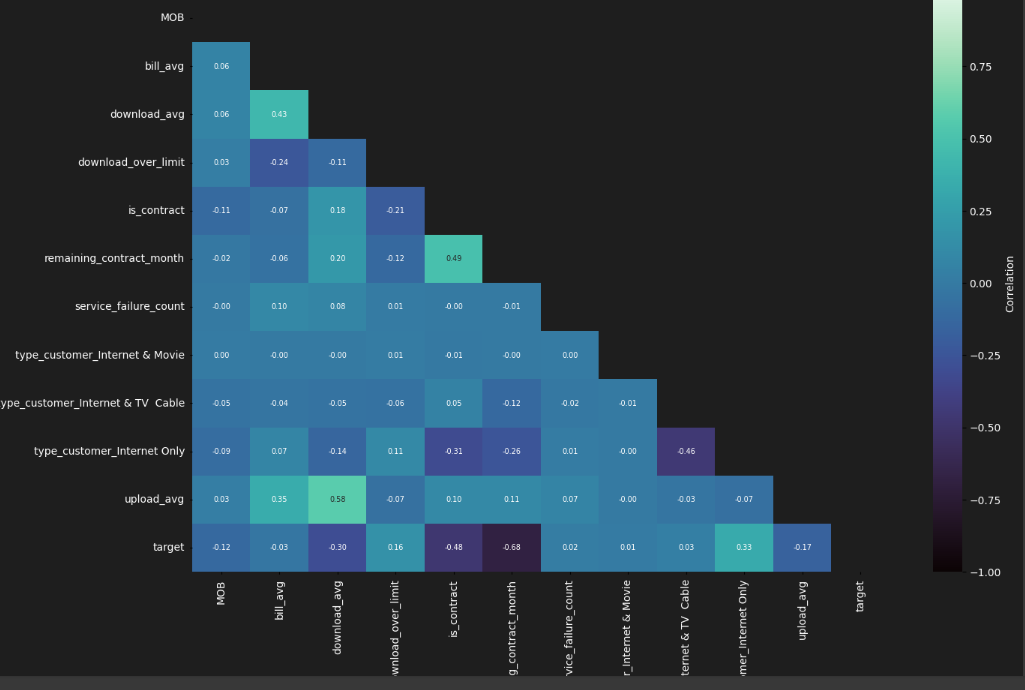 MOB
bill_avg 0.06
download_avg 0.06 0.43
download_over_limit 0.03 -0.24 -0.11
is_contract -0.11 -0.07 0.18 -0.21
remaining_contract_month -0.02 -0.06 0.20 -0.12 0.49
service_failure_count -0.00 0.10 0.08 0.01 -0.00 -0.01
type_customer_Internet & Movie 0.00 -0.00 -0.00 0.01 -0.01 -0.00 0.00
ype_customer_Internet & TV  Cable -0.05 -0.04 -0.05 -0.06 0.05 -0.12 -0.02 -0.01
type_customer_Internet Only -0.09 0.07 -0.14 0.11 -0.31 -0.26 0.01 -0.00 -0.46
upload_avg 0.03 0.35 0.58 -0.07 0.10 0.11 0.07 -0.00 -0.03 -0.07
target -0.12 -0.03 -0.30 0.16 -0.48 -0.68 0.02 0.01 0.03 0.33 -0.17
MOB
bill_avg
download_avg
wnload_over_limit
is_contract
g_contract_month
vice_failure_count
r_Internet & Movie
ternet & TV  Cable
mer_Internet Only
upload_avg
target
0.75
0.50
0.25
0.00
−0.25
−0.50
−0.75
−1.00
Correlation